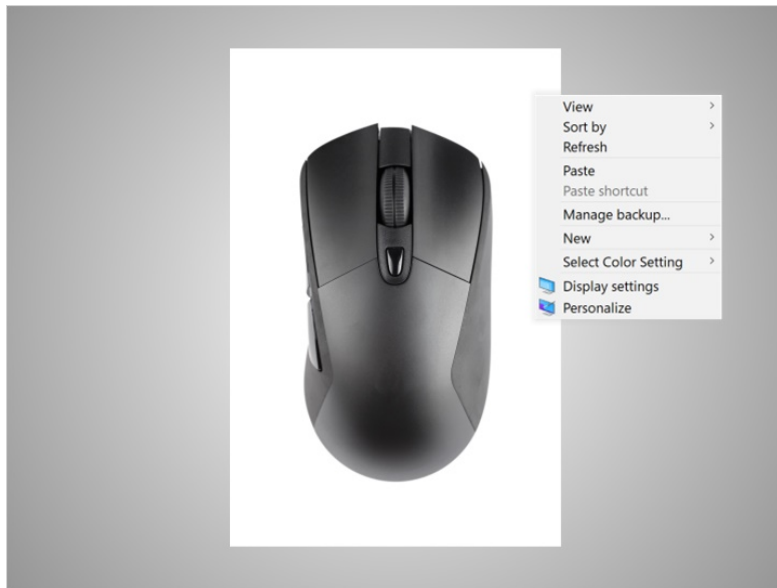 View
Sort by
Refresh
Paste
Paste shortcut
Manage backup...
New
Select Color Setting
Display settings
Personalize